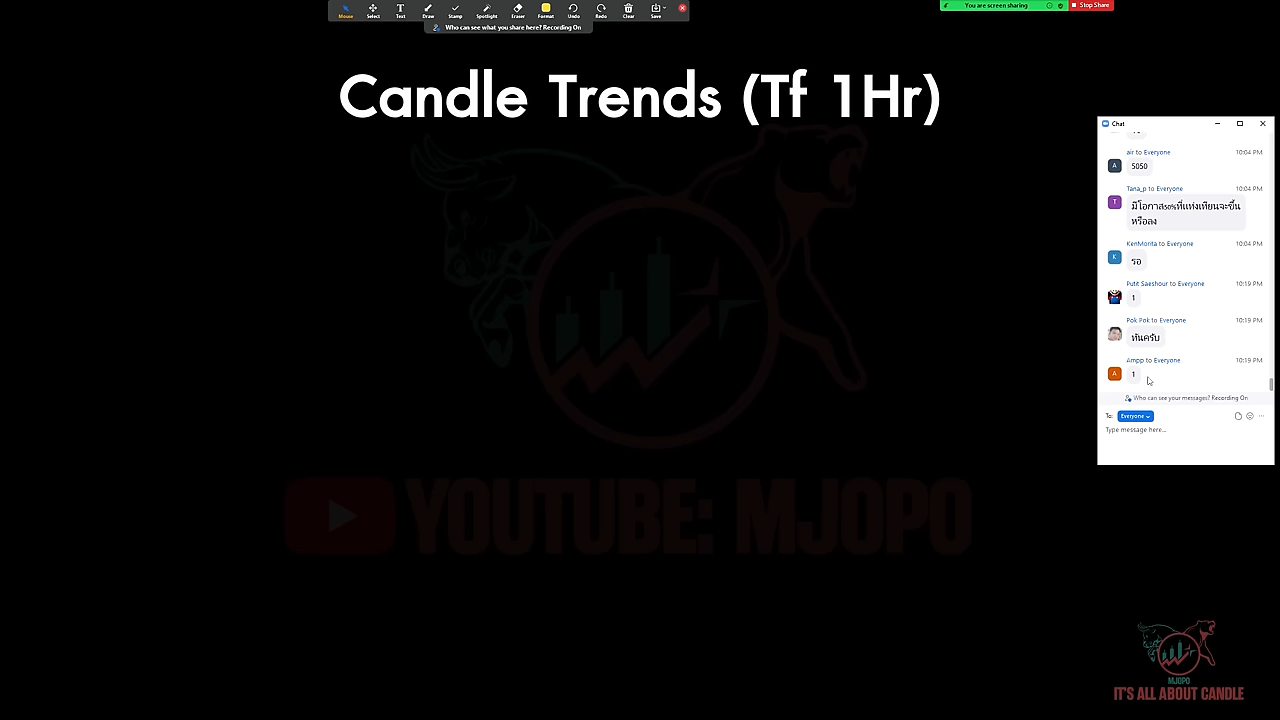 Mouse Select Text Draw Stamp Spotlight Eraser Format Undo Redo Clear Save
Who can see what you share here? Recording On
You are screen sharing
Stop Share
Candle Trends (Tf 1Hr)
Chat
air to Everyone 10:04 PM
A
5050
Tana_p to Everyone 10:04 PM
T
มีโอกาส50%ที่แท่งเทียนจะขึ้น
หรือลง
KenMorita to Everyone 10:04 PM
K
รอ
Putit Saeshour to Everyone 10:19 PM
1
Pok Pok to Everyone 10:19 PM
ทันครับ
Ampp to Everyone 10:19 PM
A
1
Who can see your messages? Recording On
To: Everyone
Type message here...
YOUTUBE: MJOPO
MJOPO
IT'S ALL ABOUT CANDLE